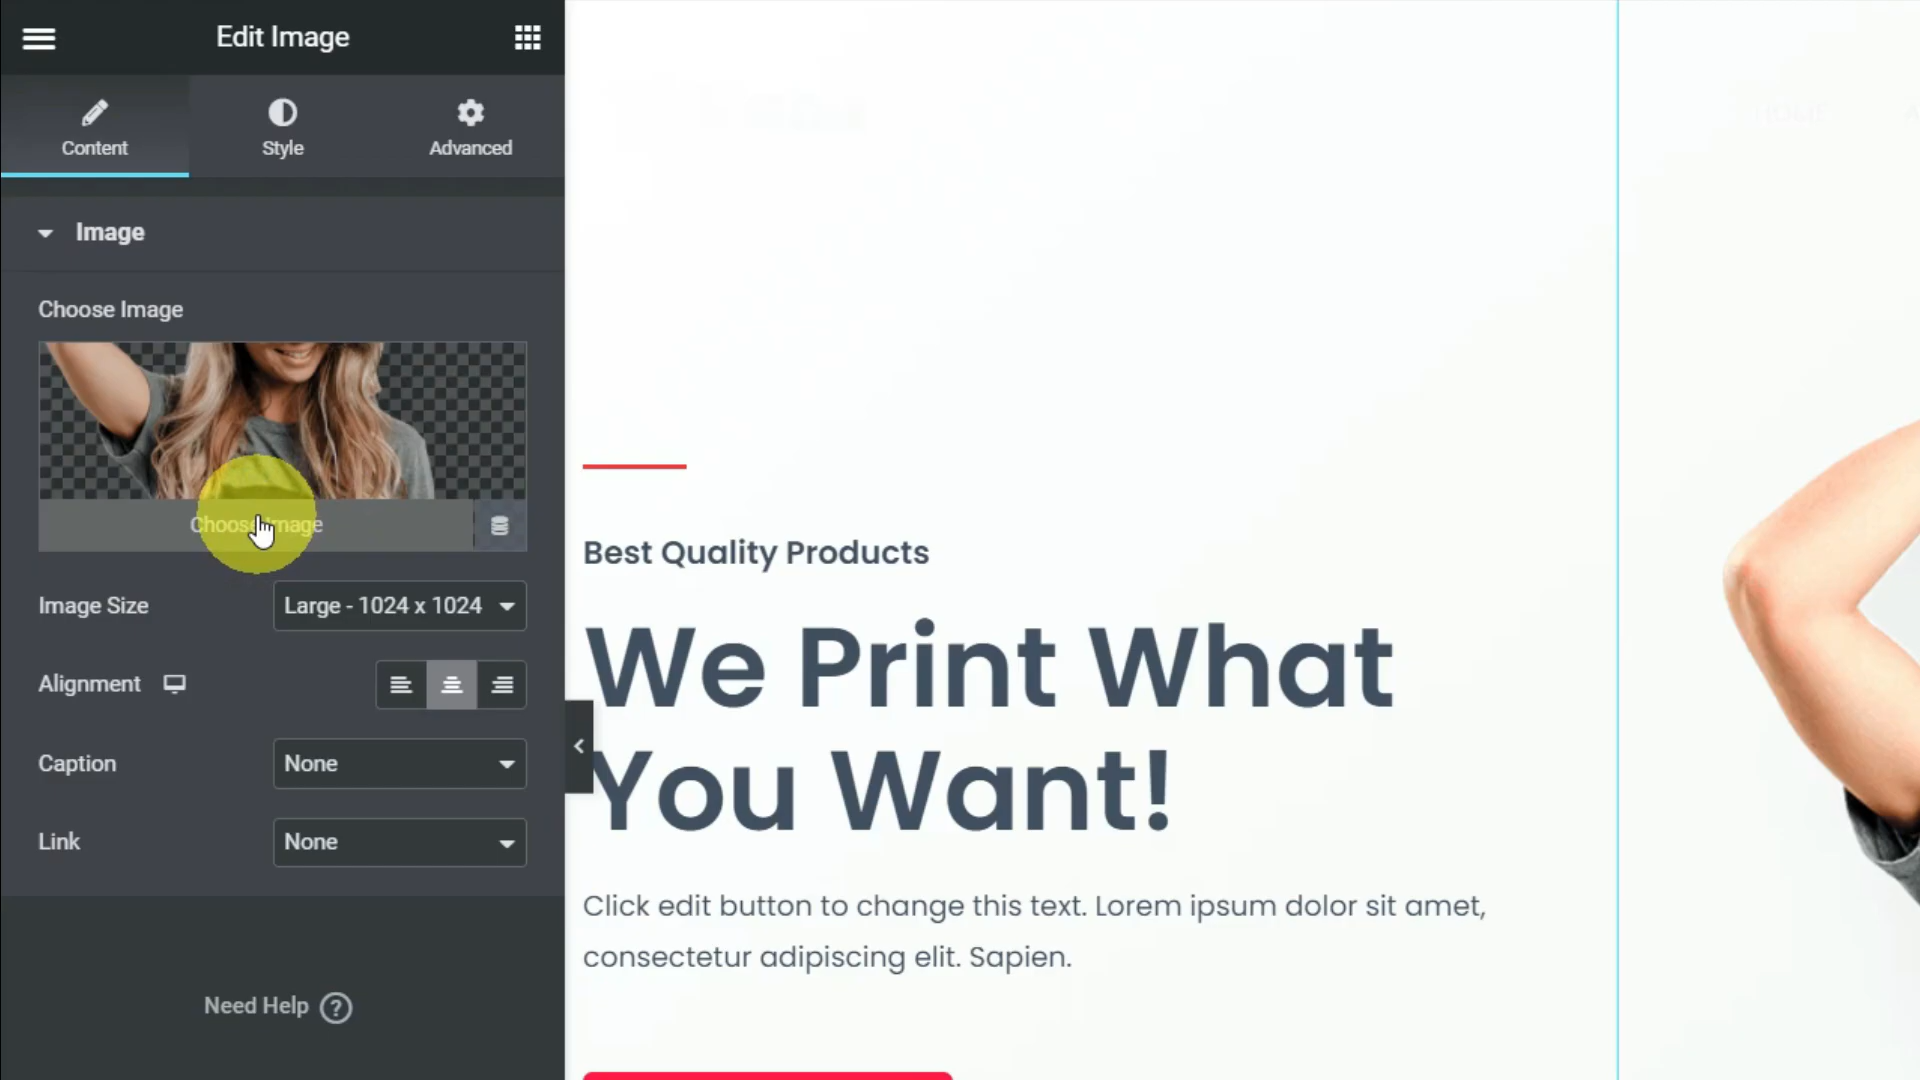 Edit Image
Content
Style
Advanced
Image
Choose Image
Choose Image
Image Size
Large - 1024 x 1024
Alignment
Caption
None
Link
None
Need Help
?
Best Quality Products
We Print What
You Want!
Click edit button to change this text. Lorem ipsum dolor sit amet,
consectetur adipiscing elit. Sapien.